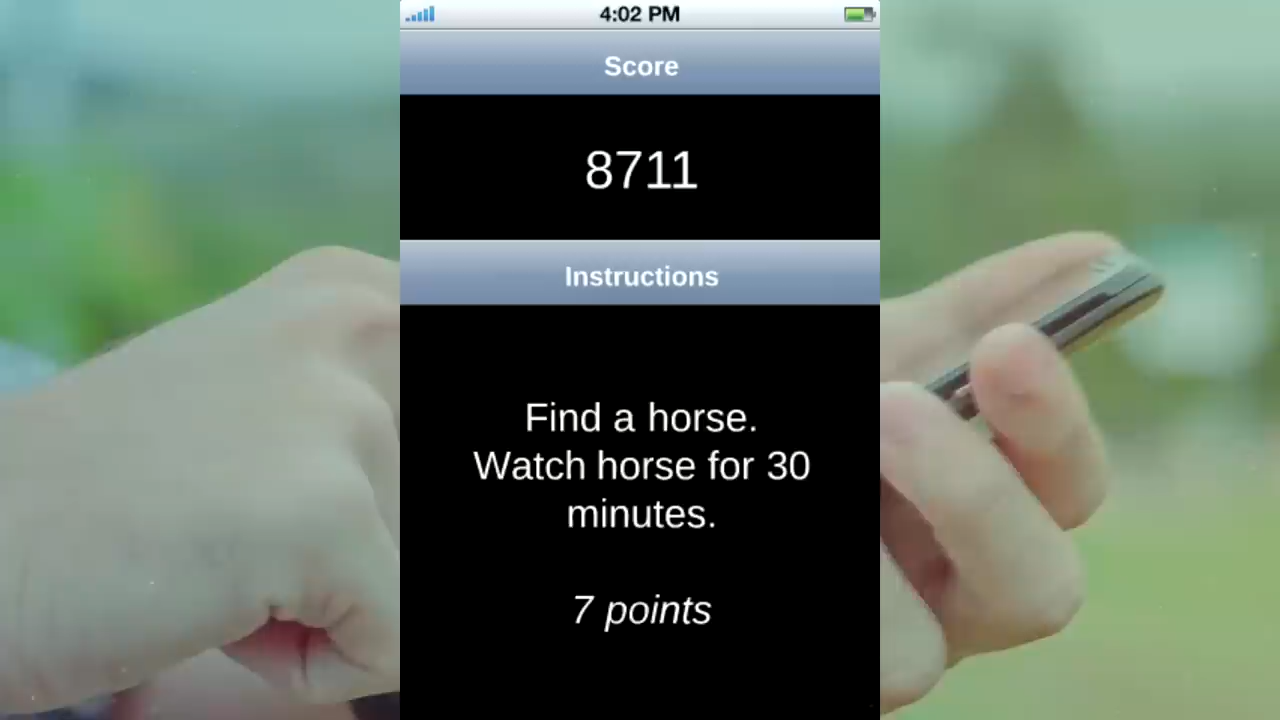 4:02 PM
Score
8711
Instructions
Find a horse.
Watch horse for 30
minutes.
7 points